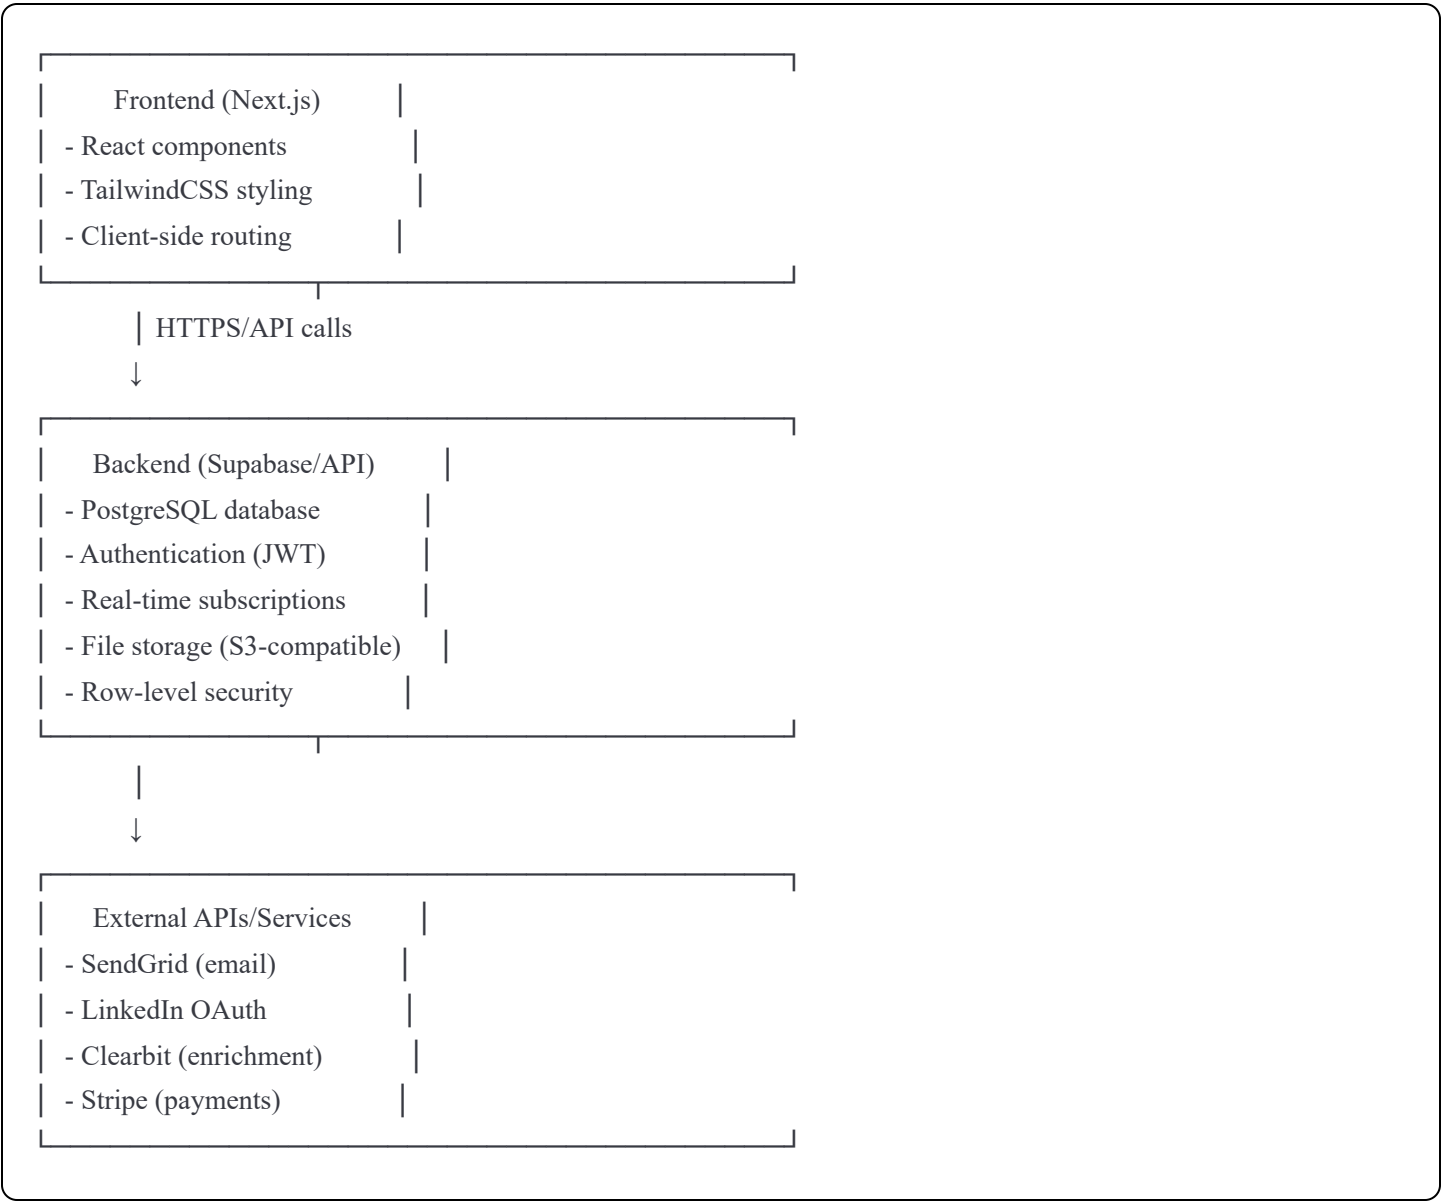 Frontend (Next.js)
- React components
- TailwindCSS styling
- Client-side routing
HTTPS/API calls
↓
Backend (Supabase/API)
- PostgreSQL database
- Authentication (JWT)
- Real-time subscriptions
- File storage (S3-compatible)
- Row-level security
↓
External APIs/Services
- SendGrid (email)
- LinkedIn OAuth
- Clearbit (enrichment)
- Stripe (payments)